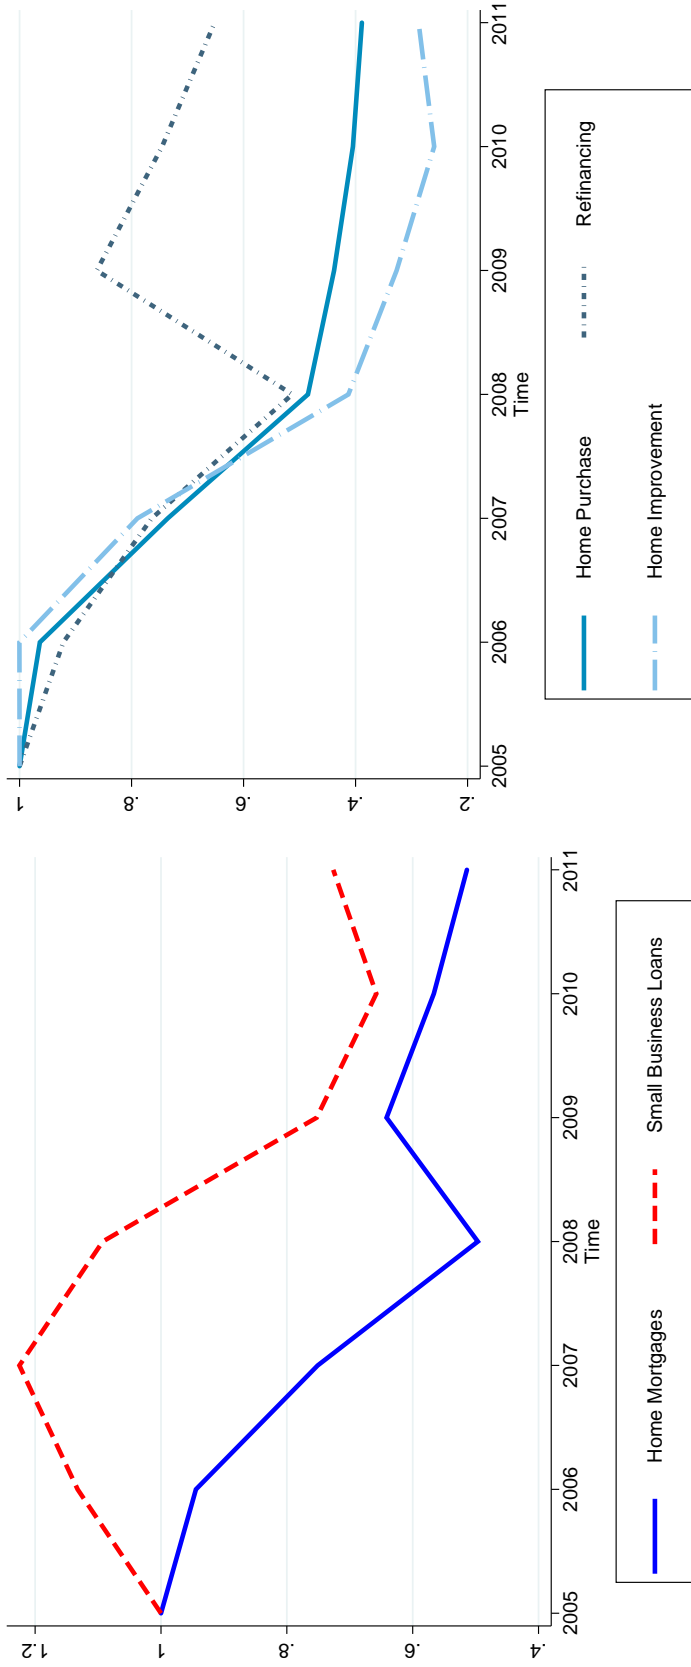 1.2
1
.8
.6
.4
2005 2006 2007 2008 2009 2010 2011
Time
Home Mortgages Small Business Loans
1
.8
.6
.4
.2
2005 2006 2007 2008 2009 2010 2011
Time
Home Purchase Refinancing
Home Improvement